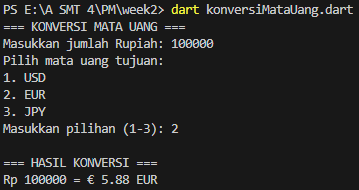 PS E:\A SMT 4\PM\week2> dart konversiMataUang.dart
=== KONVERSI MATA UANG ===
Masukkan jumlah Rupiah: 100000
Pilih mata uang tujuan:
1. USD
2. EUR
3. JPY
Masukkan pilihan (1-3): 2
=== HASIL KONVERSI ===
Rp 100000 = € 5.88 EUR